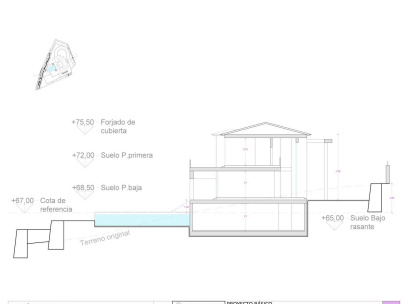 +75,50 Forjado de
cubierta
+72,00 Suelo P.primera
+68,50 Suelo P.baja
+67,00 Cota de
referencia
+65,00 Suelo Bajo
rasante
Terreno original
PROYECTO BÁSICO